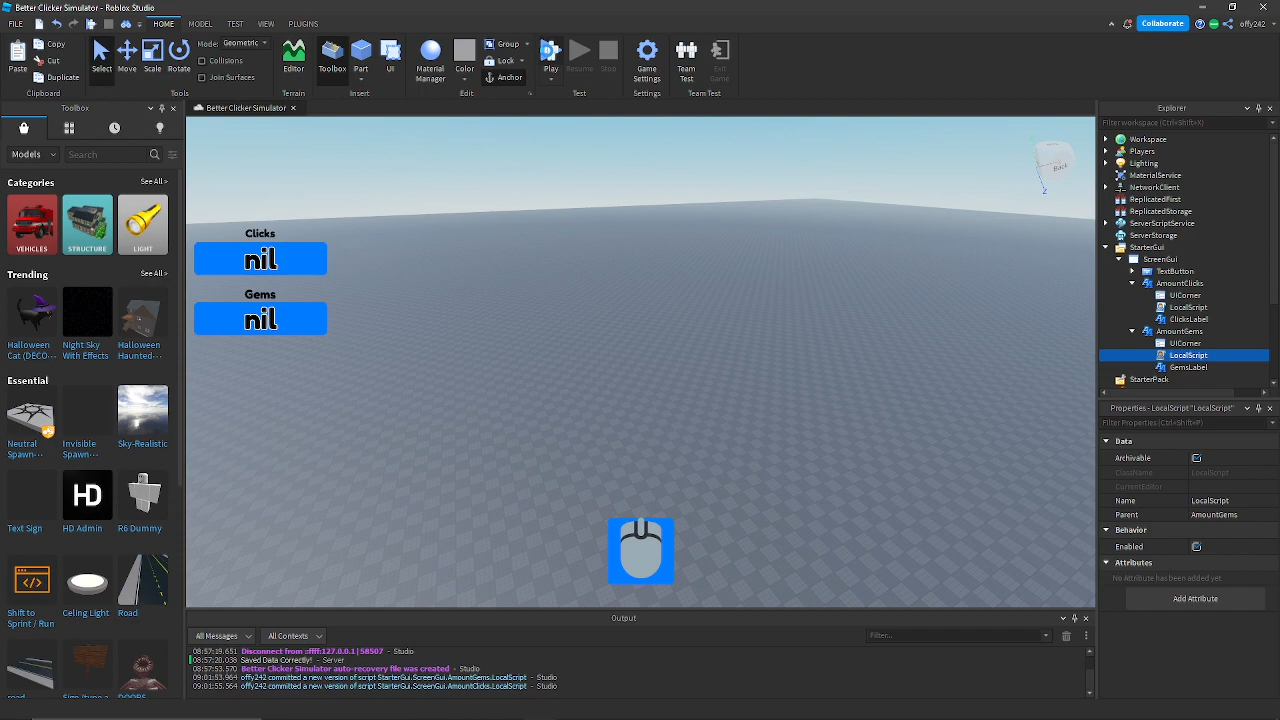 Better Clicker Simulator - Roblox Studio
FILE
HOME
MODEL
TEST
VIEW
PLUGINS
Collaborate
offy242
Paste
Copy
Cut
Duplicate
Clipboard
Select
Move
Scale
Rotate
Mode:
Geometric
Collisions
Join Surfaces
Tools
Editor
Terrain
Toolbox
Part
UI
Insert
Material
Manager
Color
Group
Lock
Anchor
Edit
Play
Resume
Stop
Test
Game
Settings
Settings
Team
Test
Exit
Game
Team Test
Toolbox
Models
Search
Categories
See All >
VEHICLES
STRUCTURE
LIGHT
Trending
See All >
Halloween
Cat (DECO...
Night Sky
With Effects
Halloween
Haunted...
Essential
Neutral
Spawn...
Invisible
Spawn...
Sky-Realistic
HD
Text Sign
HD Admin
R6 Dummy
Shift to
Sprint / Run
Ceiling Light
Road
road
DOORS
Better Clicker Simulator
Back
Z
Clicks
nil
Gems
nil
Output
All Messages
All Contexts
Filter...
08:57:19.651 Disconnect from ::ffff:127.0.0.1|58507 - Studio
08:57:20.038 Saved Data Correctly! - Server
08:57:53.570 Better Clicker Simulator auto-recovery file was created - Studio
09:01:53.964 offy242 committed a new version of script StarterGui.ScreenGui.AmountGems.LocalScript - Studio
09:01:55.564 offy242 committed a new version of script StarterGui.ScreenGui.AmountClicks.LocalScript - Studio
Explorer
Filter workspace (Ctrl+Shift+X)
Workspace
Players
Lighting
MaterialService
NetworkClient
ReplicatedFirst
ReplicatedStorage
ServerScriptService
ServerStorage
StarterGui
ScreenGui
TextButton
AmountClicks
UICorner
LocalScript
ClicksLabel
AmountGems
UICorner
LocalScript
GemsLabel
StarterPack
Properties - LocalScript "LocalScript"
Filter Properties (Ctrl+Shift+P)
Data
Archivable
ClassName
LocalScript
CurrentEditor
Name
LocalScript
Parent
AmountGems
Behavior
Enabled
Attributes
No Attribute has been added yet
Add Attribute